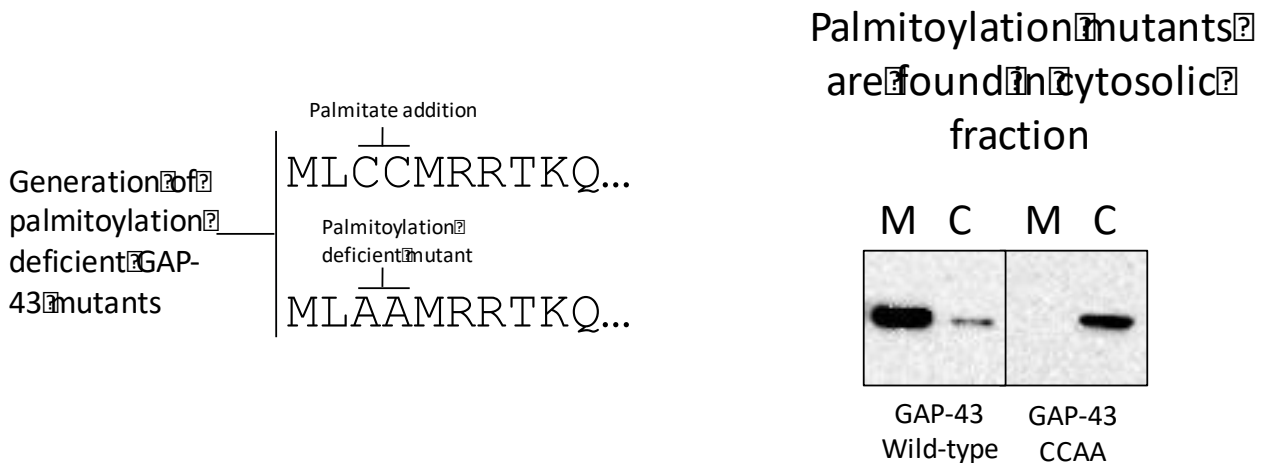 Palmitoylation mutants
are found in cytosolic
fraction
Palmitate addition
MLCCMRRTKQ...
Generation of
palmitoylation
deficient GAP-
43 mutants
Palmitoylation
deficient mutant
MLAAMRRTKQ...
M C M C
GAP-43
Wild-type
GAP-43
CCAA